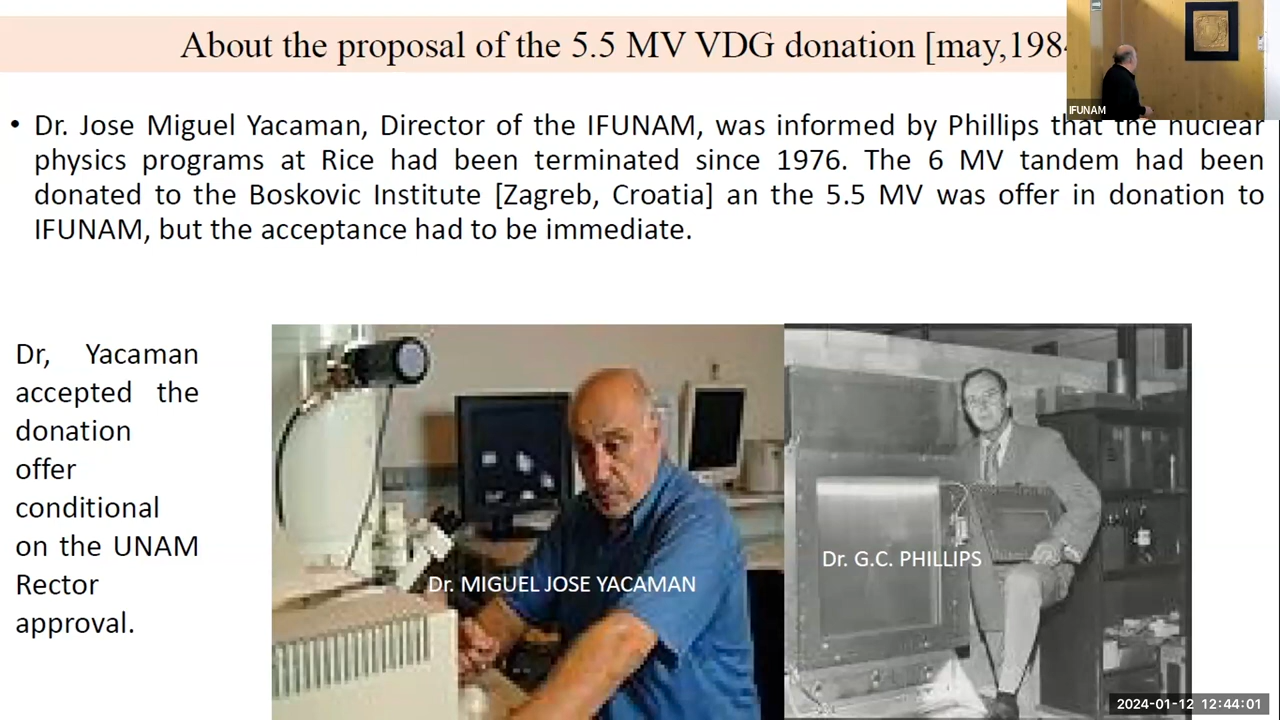 About the proposal of the 5.5 MV VDG donation [may,198
IFUNAM
• Dr. Jose Miguel Yacaman, Director of the IFUNAM, was informed by Phillips that the nuclear
physics programs at Rice had been terminated since 1976. The 6 MV tandem had been
donated to the Boskovic Institute [Zagreb, Croatia] an the 5.5 MV was offer in donation to
IFUNAM, but the acceptance had to be immediate.
Dr, Yacaman
accepted the
donation
offer
conditional
on the UNAM
Rector
approval.
Dr. MIGUEL JOSE YACAMAN
Dr. G.C. PHILLIPS
2024-01-12 12:44:01